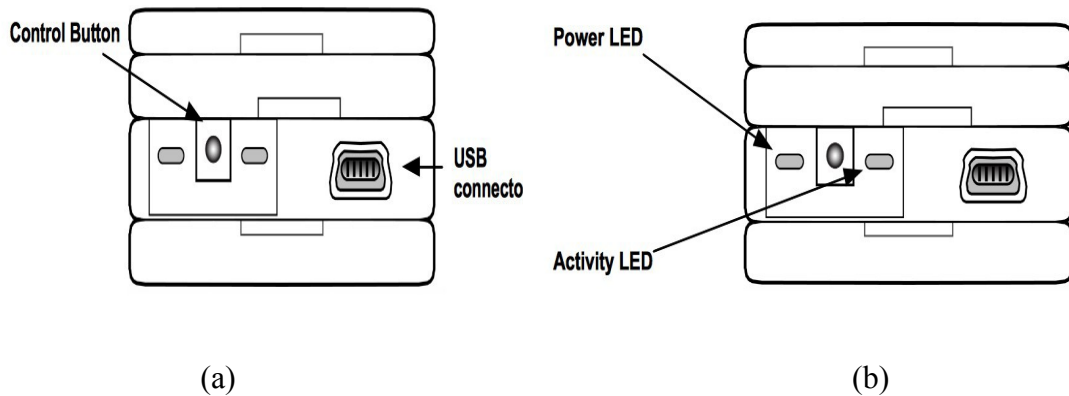 Control Button
USB
connecto
(a)
Power LED
Activity LED
(b)